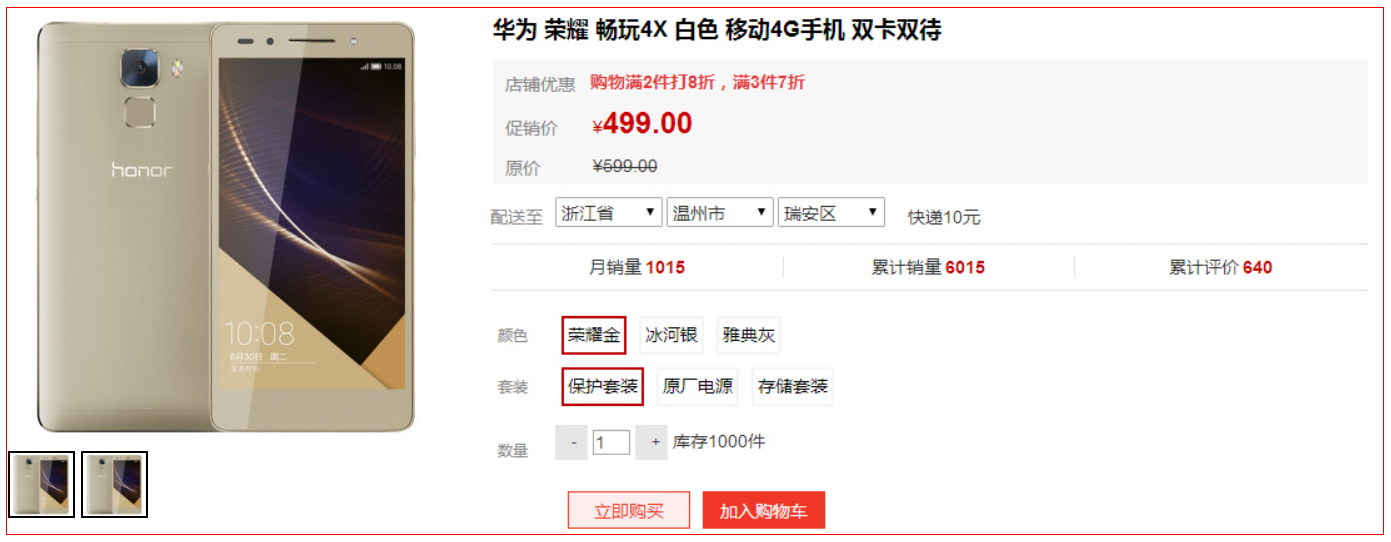 honor
10:08
10:08
6月30日 周二
华为 荣耀 畅玩4X 白色 移动4G手机 双卡双待
店铺优惠 购物满2件打8折，满3件7折
促销价 ¥499.00
原价 ¥599.00
配送至 浙江省 温州市 瑞安区 快递10元
月销量 1015 累计销量 6015 累计评价 640
颜色 荣耀金 冰河银 雅典灰
套装 保护套装 原厂电源 存储套装
数量 - 1 + 库存1000件
立即购买 加入购物车